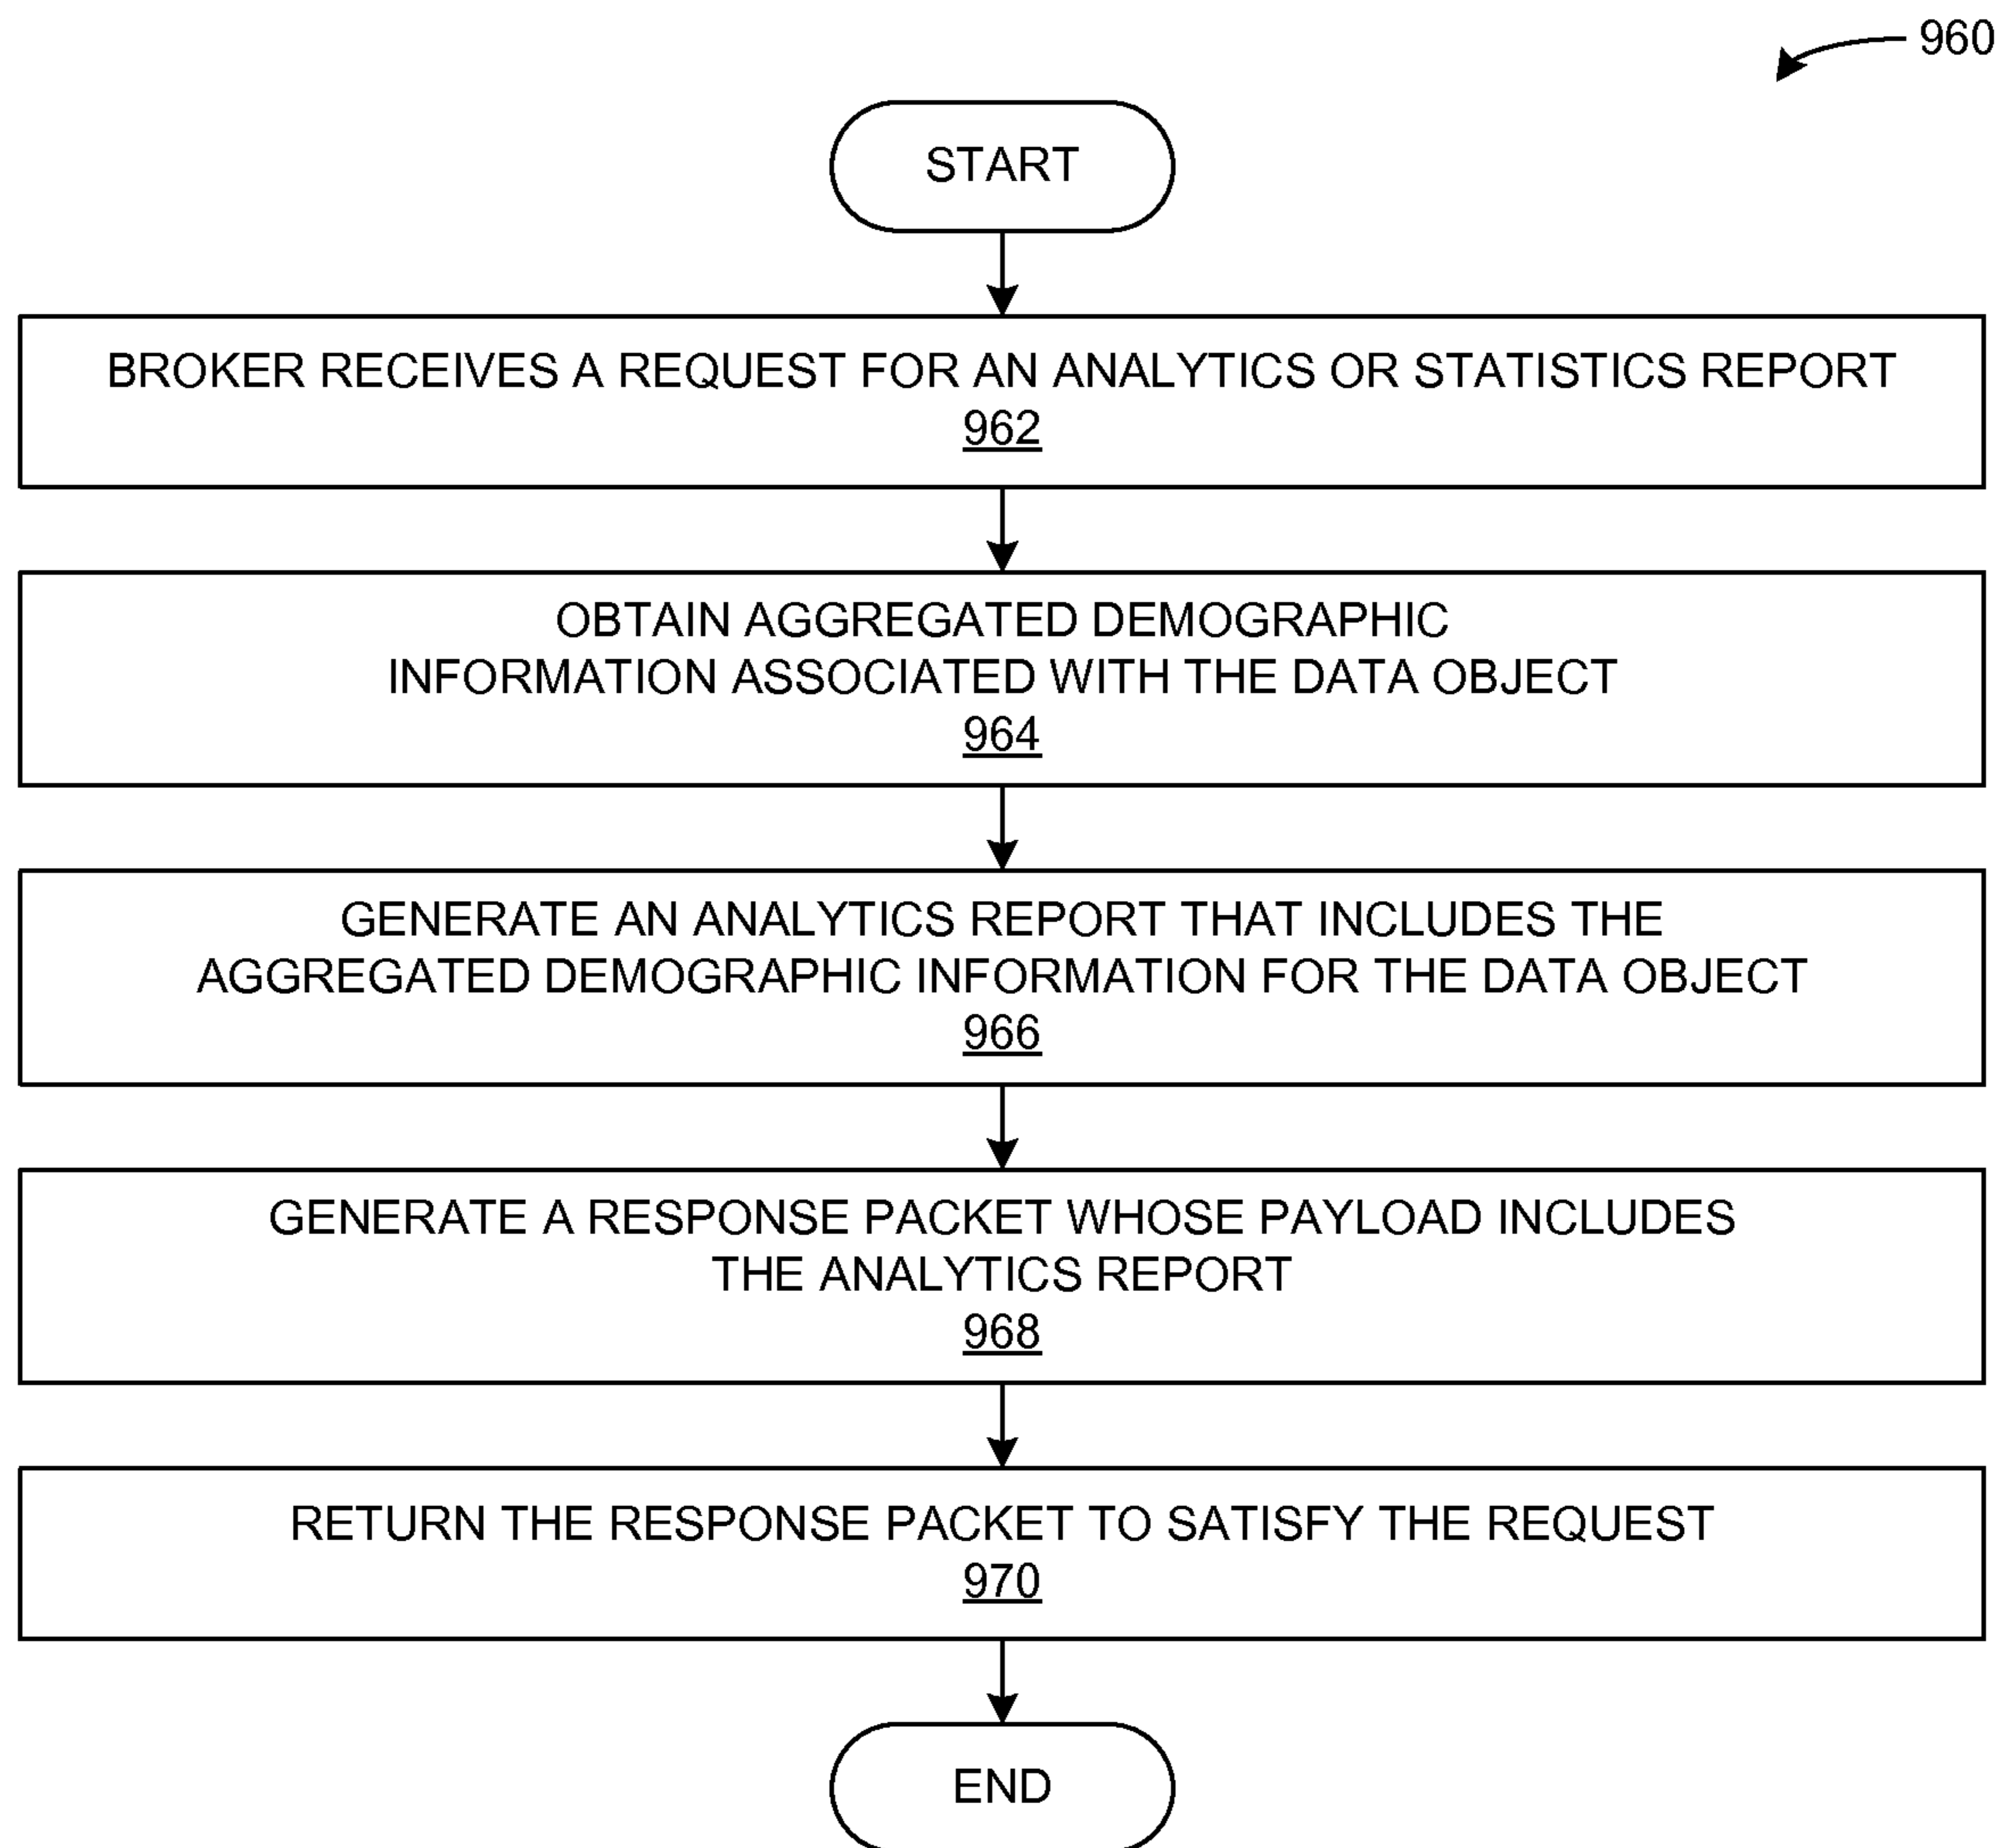 960
START
BROKER RECEIVES A REQUEST FOR AN ANALYTICS OR STATISTICS REPORT
962
OBTAIN AGGREGATED DEMOGRAPHIC
INFORMATION ASSOCIATED WITH THE DATA OBJECT
964
GENERATE AN ANALYTICS REPORT THAT INCLUDES THE
AGGREGATED DEMOGRAPHIC INFORMATION FOR THE DATA OBJECT
966
GENERATE A RESPONSE PACKET WHOSE PAYLOAD INCLUDES
THE ANALYTICS REPORT
968
RETURN THE RESPONSE PACKET TO SATISFY THE REQUEST
970
END